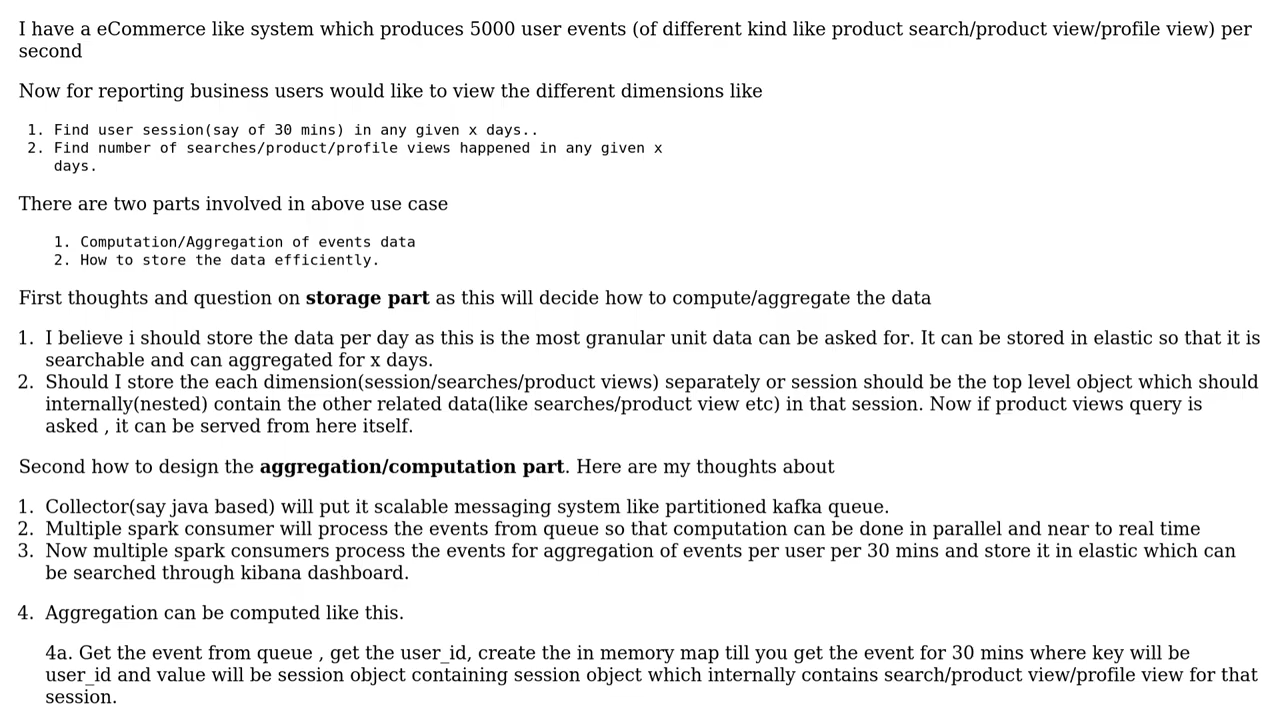 I have a eCommerce like system which produces 5000 user events (of different kind like product search/product view/profile view) per
second
Now for reporting business users would like to view the different dimensions like
1. Find user session(say of 30 mins) in any given x days..
2. Find number of searches/product/profile views happened in any given x
days.
There are two parts involved in above use case
1. Computation/Aggregation of events data
2. How to store the data efficiently.
First thoughts and question on storage part as this will decide how to compute/aggregate the data
1. I believe i should store the data per day as this is the most granular unit data can be asked for. It can be stored in elastic so that it is
searchable and can aggregated for x days.
2. Should I store the each dimension(session/searches/product views) separately or session should be the top level object which should
internally(nested) contain the other related data(like searches/product view etc) in that session. Now if product views query is
asked , it can be served from here itself.
Second how to design the aggregation/computation part. Here are my thoughts about
1. Collector(say java based) will put it scalable messaging system like partitioned kafka queue.
2. Multiple spark consumer will process the events from queue so that computation can be done in parallel and near to real time
3. Now multiple spark consumers process the events for aggregation of events per user per 30 mins and store it in elastic which can
be searched through kibana dashboard.
4. Aggregation can be computed like this.
4a. Get the event from queue , get the user_id, create the in memory map till you get the event for 30 mins where key will be
user_id and value will be session object containing session object which internally contains search/product view/profile view for that
session.